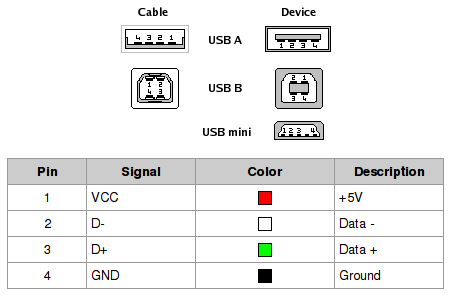 Cable Device
4 3 2 1 USB A 1 2 3 4
1 2 USB B 2 1
4 3 3 4
USB mini 1 2 3 4
Pin Signal Color Description
1 VCC +5V
2 D- Data -
3 D+ Data +
4 GND Ground